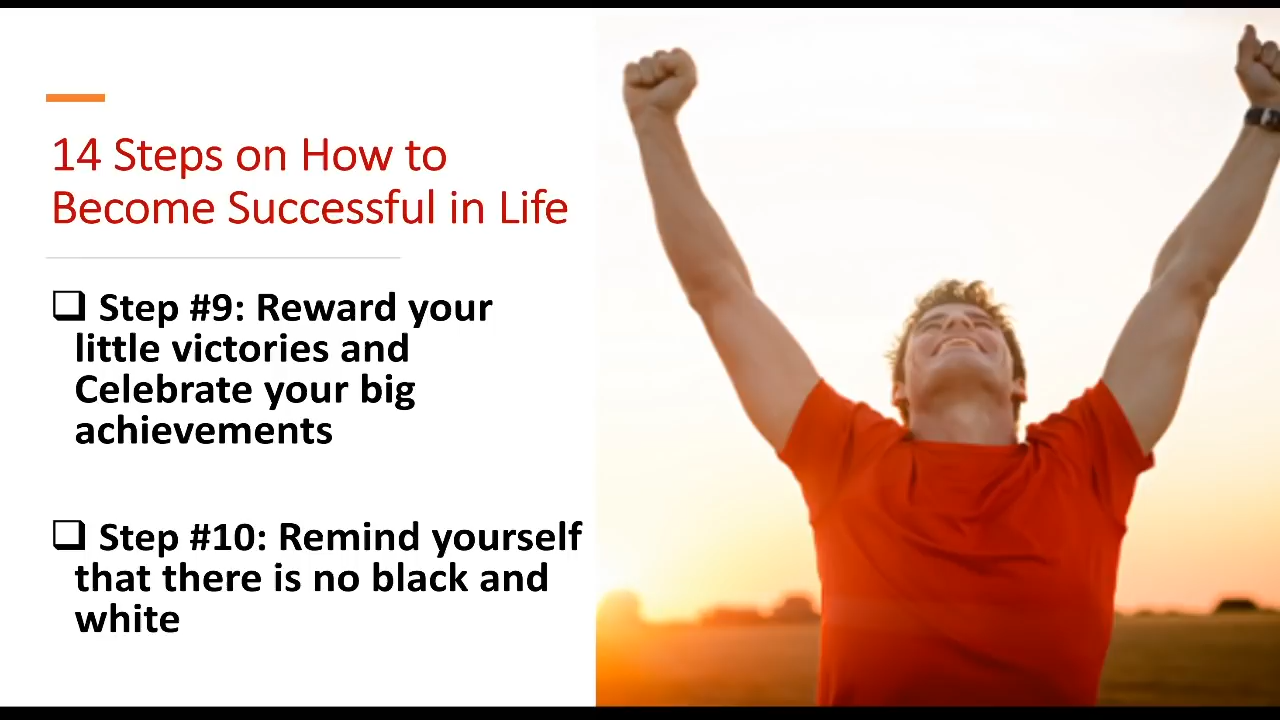 14 Steps on How to
Become Successful in Life
Step #9: Reward your
little victories and
Celebrate your big
achievements
Step #10: Remind yourself
that there is no black and
white